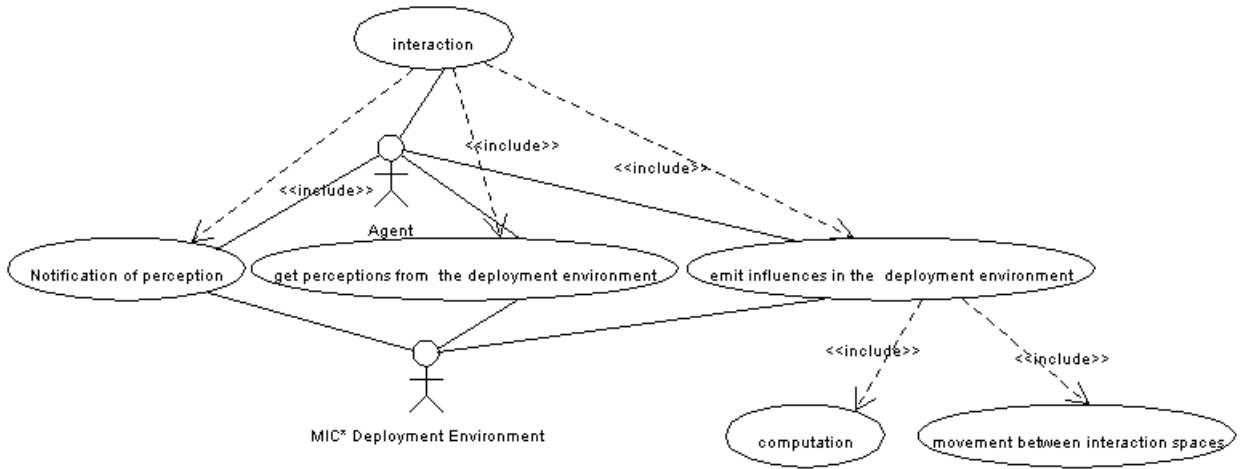 interaction
<<include>>
<<include>>
<<include>>
Agent
Notification of perception
get perceptions from the deployment environment
emit influences in the deployment environment
<<include>>
<<include>>
MIC* Deployment Environment
computation
movement between interaction spaces